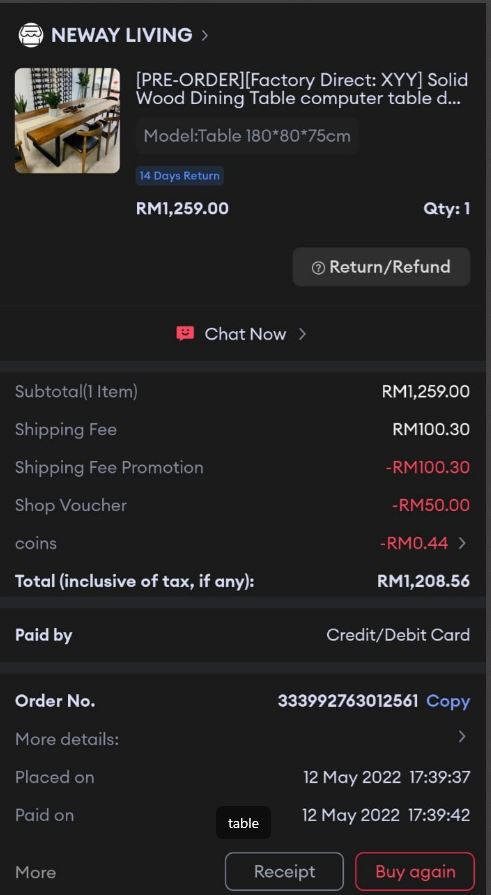 NEWAY LIVING
[PRE-ORDER][Factory Direct: XYY] Solid
Wood Dining Table computer table d...
Model:Table 180*80*75cm
14 Days Return
RM1,259.00 Qty: 1
Return/Refund
Chat Now
Subtotal(1 Item) RM1,259.00
Shipping Fee RM100.30
Shipping Fee Promotion -RM100.30
Shop Voucher -RM50.00
coins -RM0.44
Total (inclusive of tax, if any): RM1,208.56
Paid by Credit/Debit Card
Order No. 333992763012561 Copy
More details:
Placed on 12 May 2022 17:39:37
Paid on 12 May 2022 17:39:42
table
More Receipt Buy again